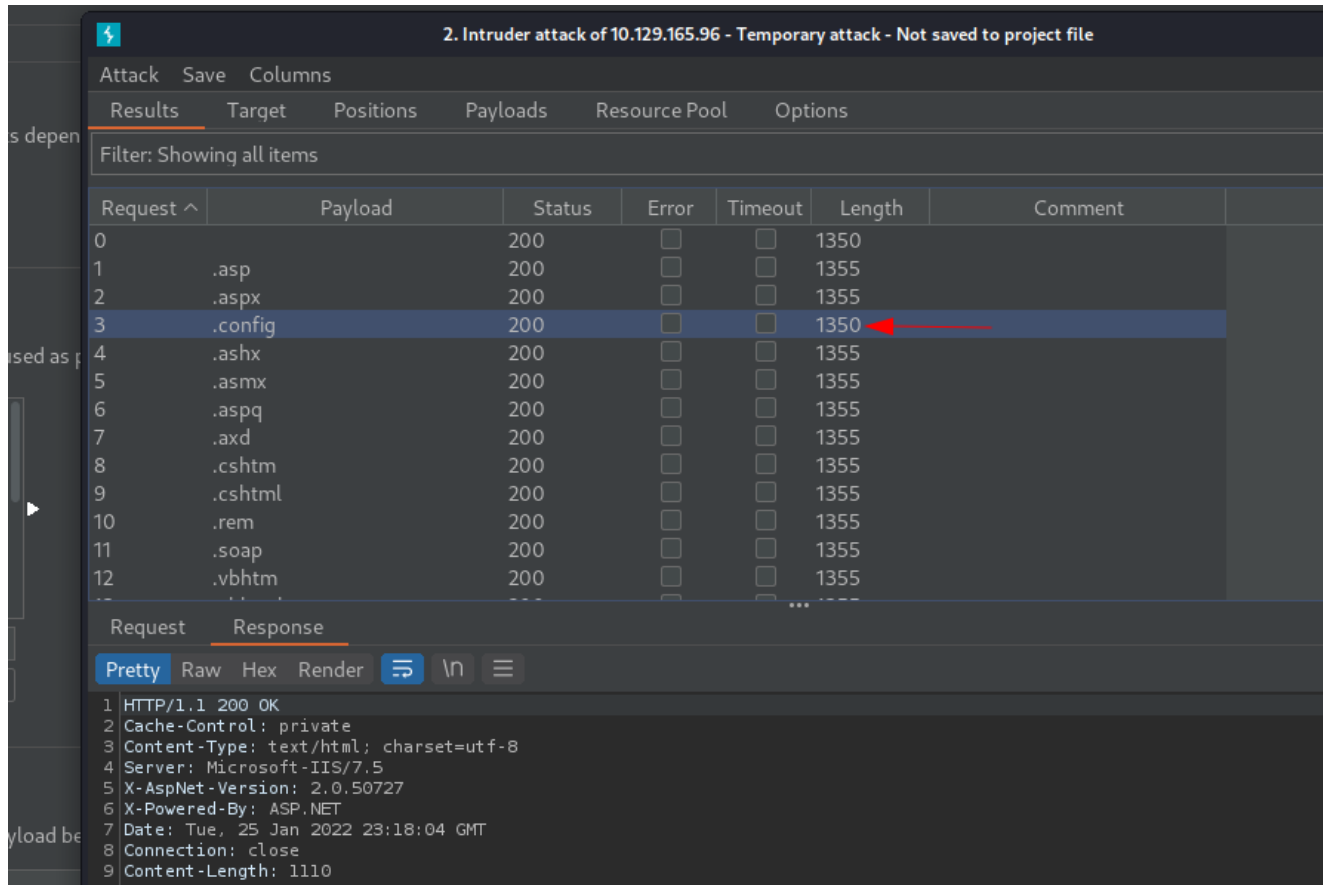 2. Intruder attack of 10.129.165.96 - Temporary attack - Not saved to project file
Attack Save Columns
Results Target Positions Payloads Resource Pool Options
s depen
Filter: Showing all items
Request Payload Status Error Timeout Length Comment
0 200 1350
1 .asp 200 1355
2 .aspx 200 1355
3 .config 200 1350
used as p
4 .ashx 200 1355
5 .asmx 200 1355
6 .aspq 200 1355
7 .axd 200 1355
8 .cshtm 200 1355
9 .cshtml 200 1355
10 .rem 200 1355
11 .soap 200 1355
12 .vbhtm 200 1355
Request Response
Pretty Raw Hex Render \n
1 HTTP/1.1 200 OK
2 Cache-Control: private
3 Content-Type: text/html; charset=utf-8
4 Server: Microsoft-IIS/7.5
5 X-AspNet-Version: 2.0.50727
6 X-Powered-By: ASP.NET
7 Date: Tue, 25 Jan 2022 23:18:04 GMT
yload be
8 Connection: close
9 Content-Length: 1110